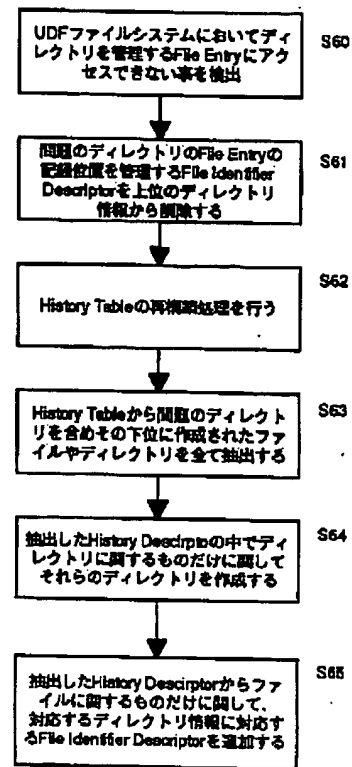 UDFファイルシステムにおいてディ
レクトリを管理するFile Entryにアク
セスできない事を検出
S60
問題のディレクトリのFile Entryの
記録位置を管理するFile Identifier
Descriptorを上位のディレクトリ
情報から削除する
S61
History Tableの再構築処理を行う
S62
History Tableから問題のディレクト
リを含めその下位に作成されたファ
イルやディレクトリを全て抽出する
S63
抽出したHistory Descirptoの中でディ
レクトリに関するものだけに関して
それらのディレクトリを作成する
S64
抽出したHistory Descirptorからファ
イルに関するものだけに関して、
対応するディレクトリ情報に対応す
るFile Identifier Descriptorを追加する
S65